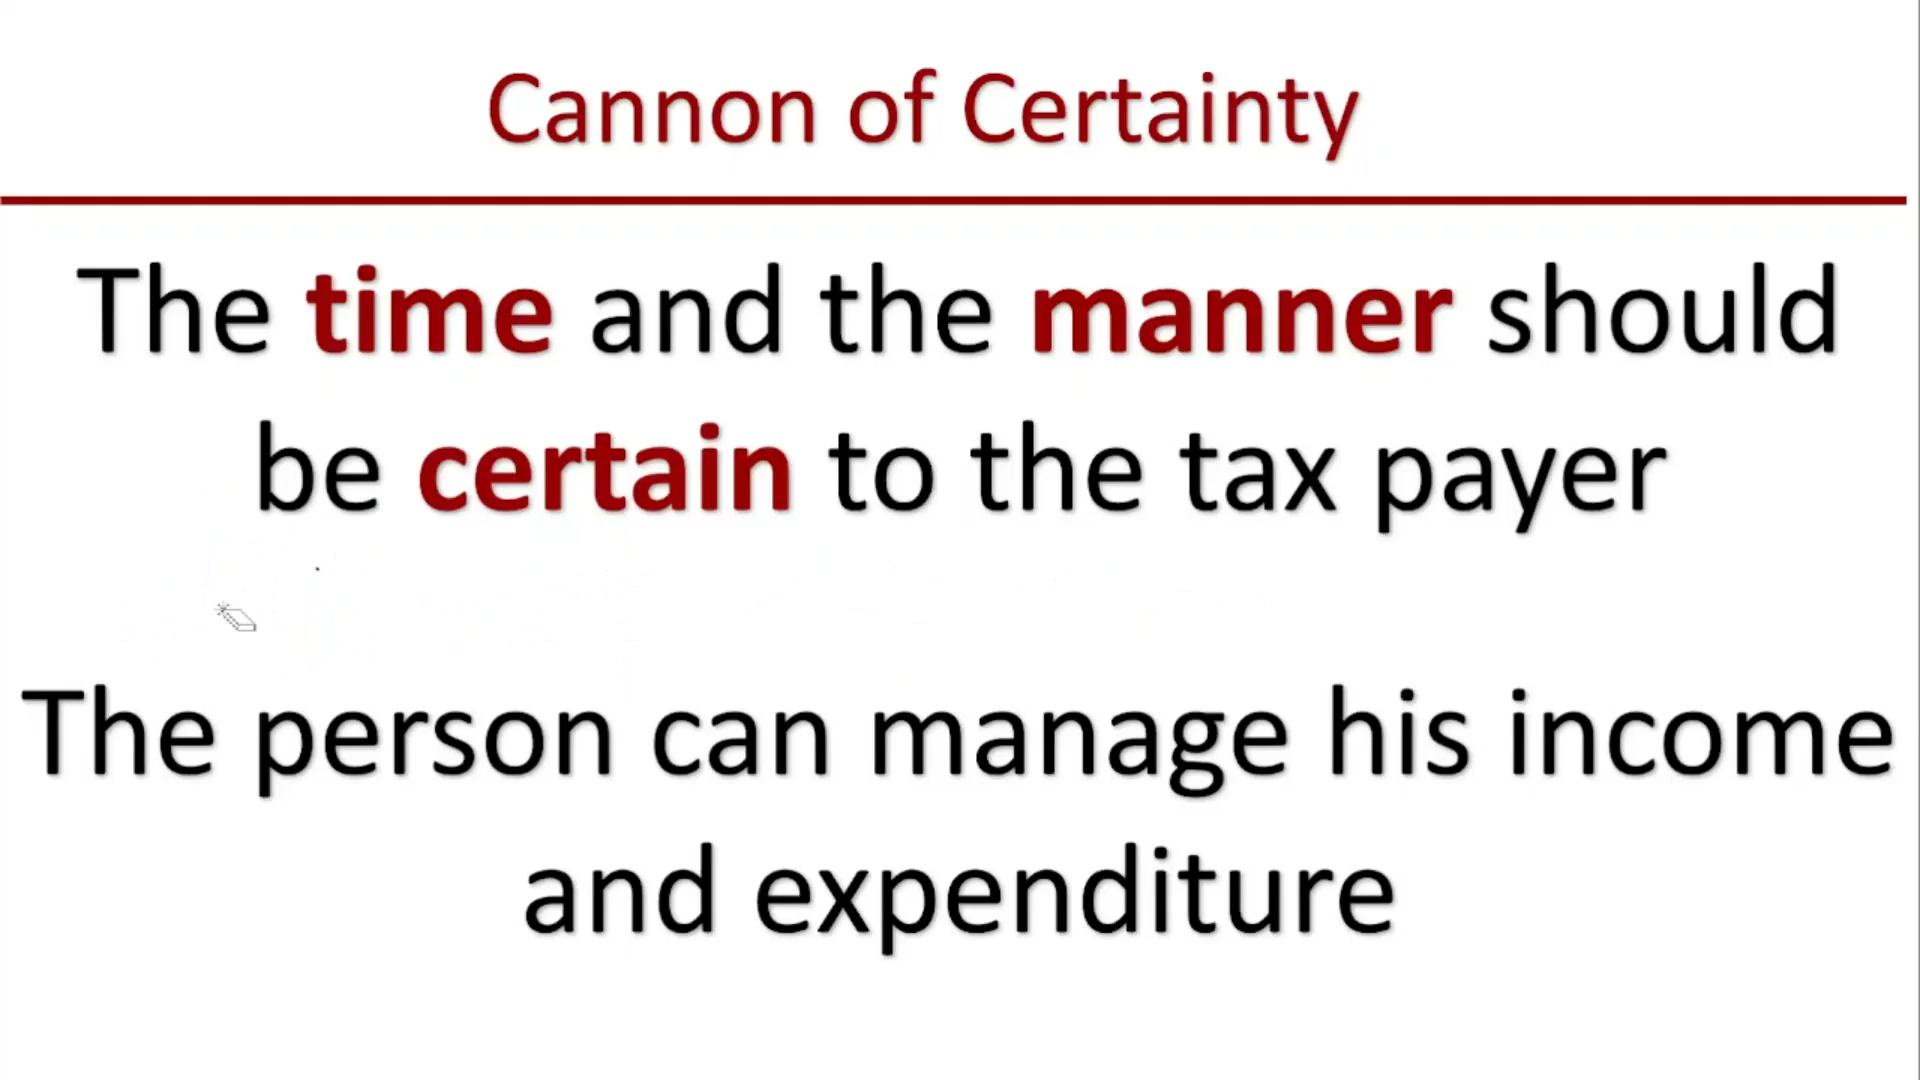 Cannon of Certainty
The time and the manner should
be certain to the tax payer
The person can manage his income
and expenditure